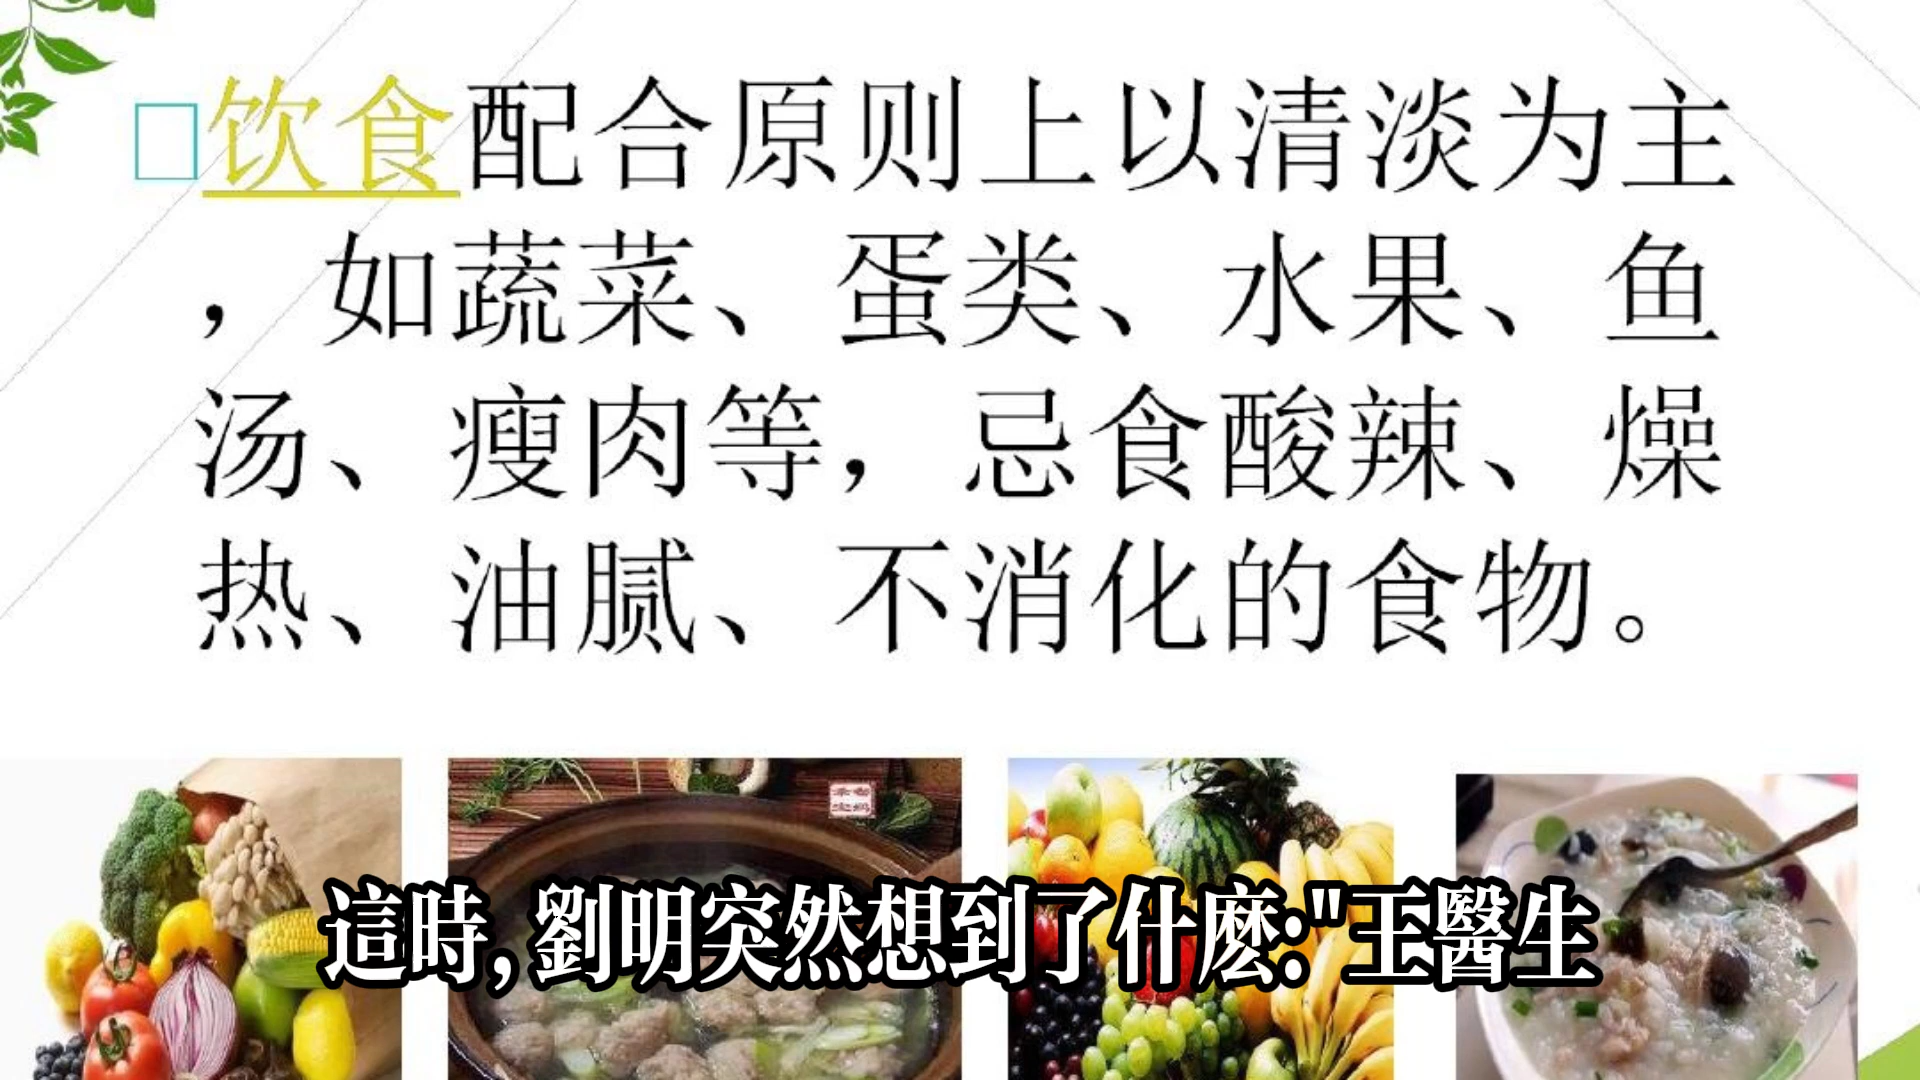 饮食配合原则上以清淡为主
，如蔬菜、蛋类、水果、鱼
汤、瘦肉等，忌食酸辣、燥
热、油腻、不消化的食物。
這時,劉明突然想到了什麽:"王醫生